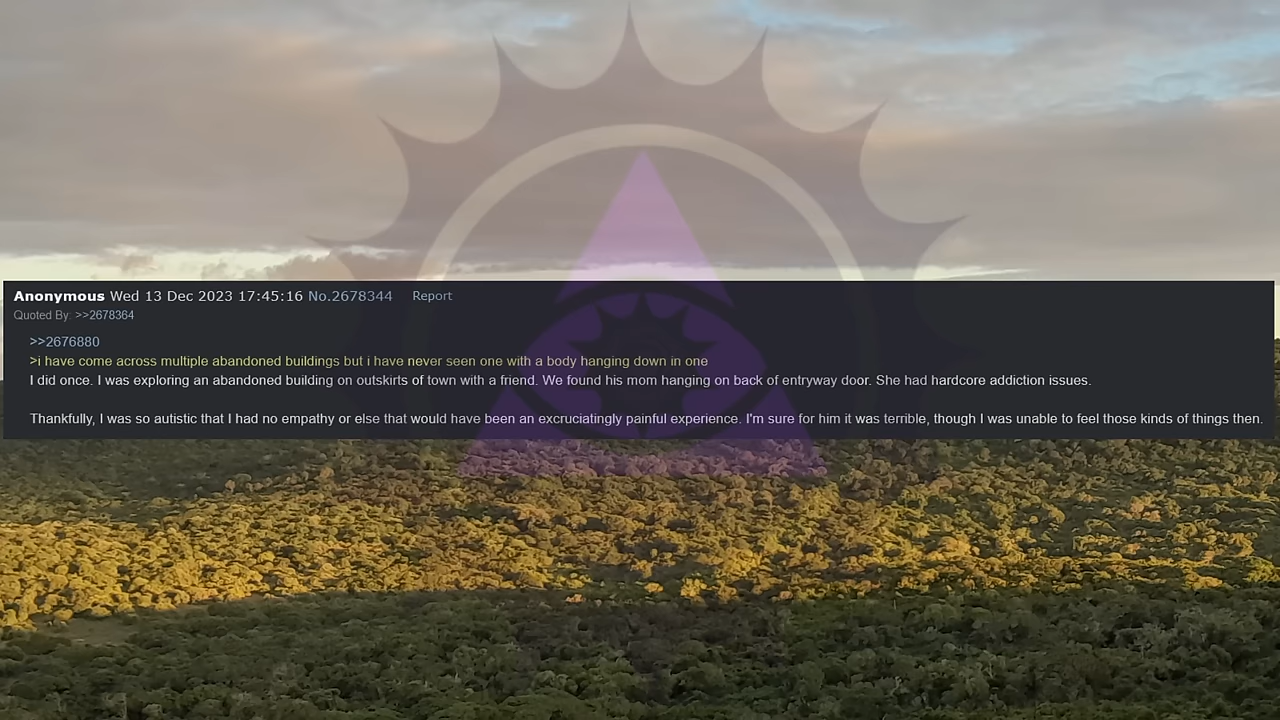 Anonymous Wed 13 Dec 2023 17:45:16 No.2678344 Report
Quoted By: >>2678364
>>2676880
>i have come across multiple abandoned buildings but i have never seen one with a body hanging down in one
I did once. I was exploring an abandoned building on outskirts of town with a friend. We found his mom hanging on back of entryway door. She had hardcore addiction issues.
Thankfully, I was so autistic that I had no empathy or else that would have been an excruciatingly painful experience. I'm sure for him it was terrible, though I was unable to feel those kinds of things then.